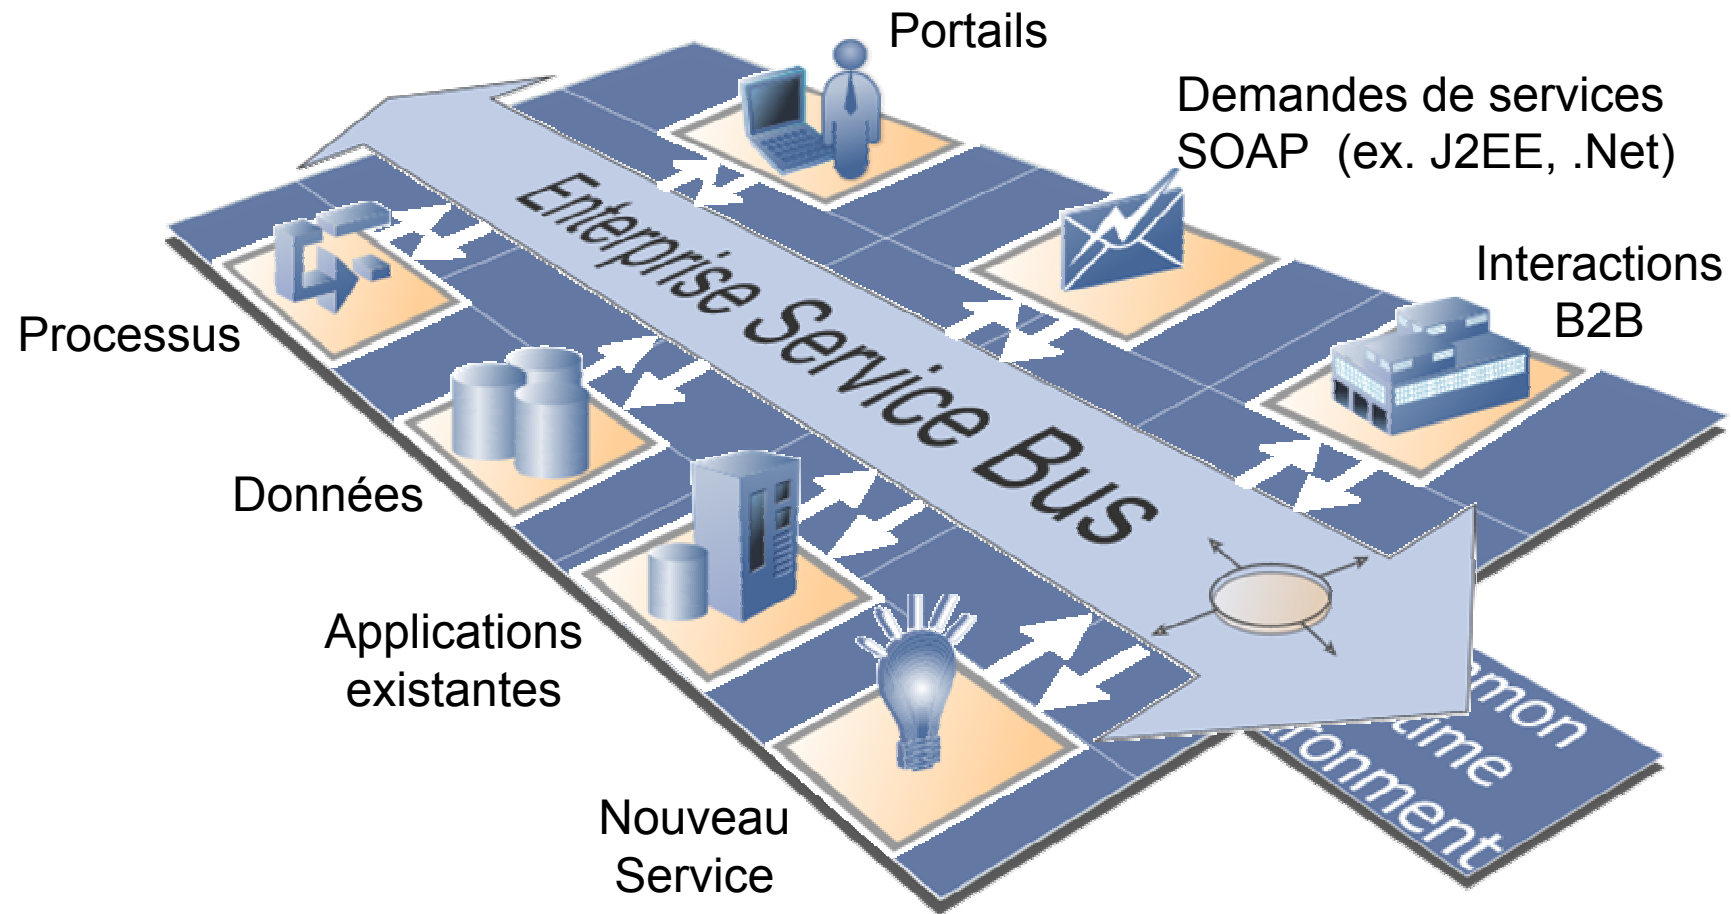 Portails
Demandes de services
SOAP (ex. J2EE, .Net)
Interactions
B2B
Enterprise Service Bus
Processus
Données
Applications
existantes
Nouveau
Service